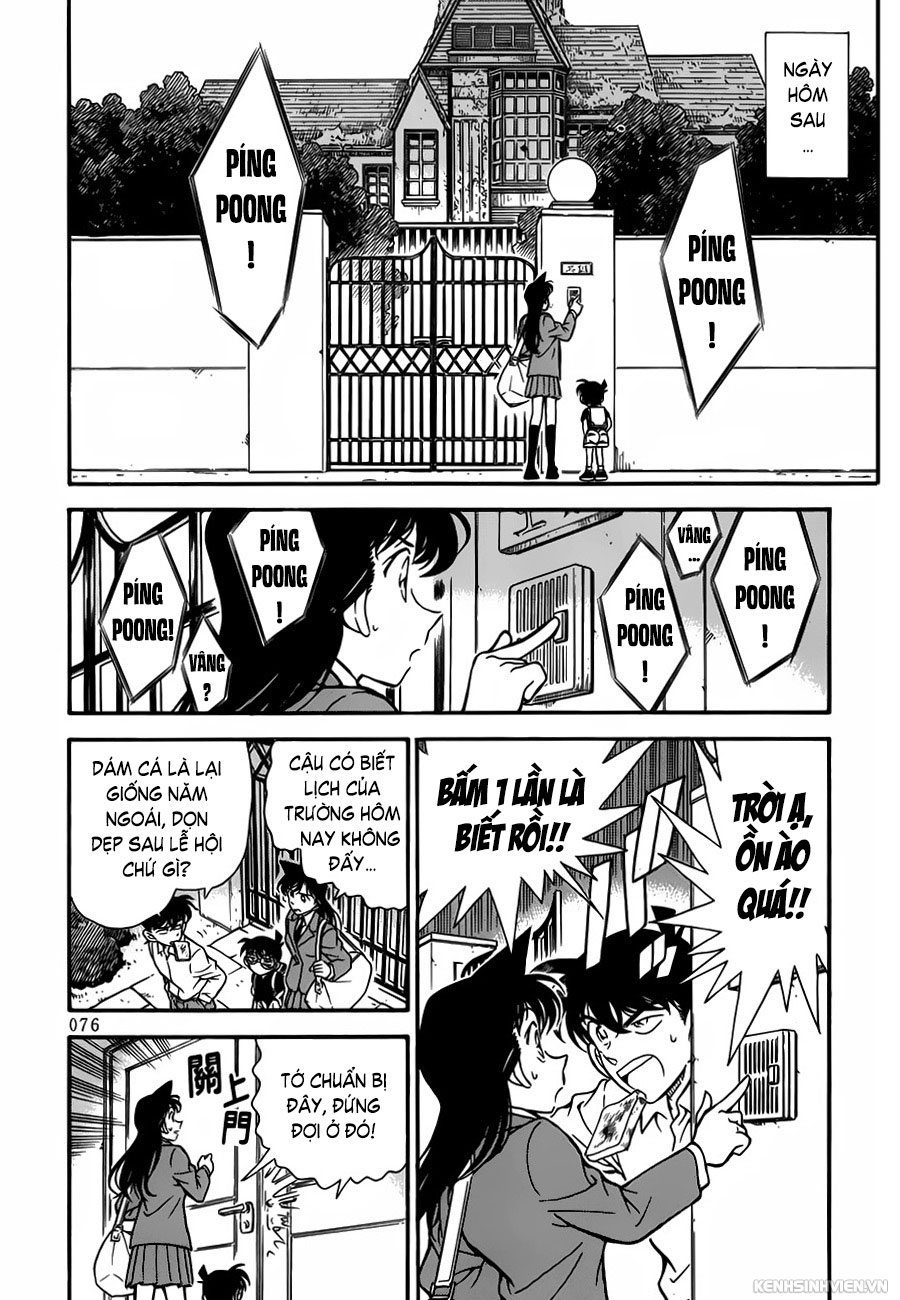 NGÀY
HÔM
SAU
...
PÍNG
POONG
!
PÍNG
POONG
!
VÂNG
...
PÍNG
POONG
!
PÍNG
POONG
!
PÍNG
POONG
!
PÍNG
POONG!
VÂNG
?
DÁM CÁ LÀ LẠI
GIỐNG NĂM
NGOÁI, DỌN
DẸP SAU LỄ HỘI
CHỨ GÌ?
CẬU CÓ BIẾT
LỊCH CỦA
TRƯỜNG HÔM
NAY KHÔNG
ĐẤY...
BẤM 1 LẦN LÀ
BIẾT RỒI!!
TRỜI Ạ,
ỒN ÀO
QUÁ!!
076
關上門
TỚ CHUẨN BỊ
ĐÂY, ĐỨNG
ĐỢI Ở ĐÓ!
KENHSINHVIEN.VN